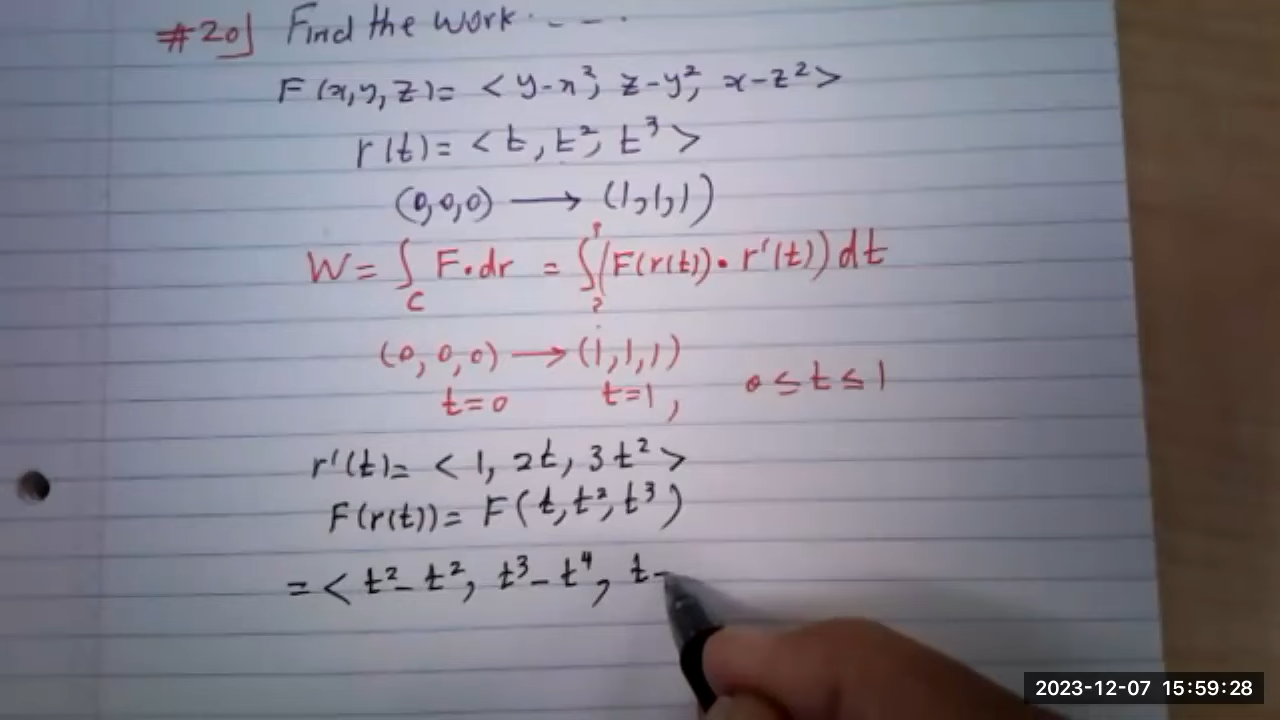 #20] Find the work - - - .
F(x,y,z)= <y-x², z-y², x-z²>
r(t)= <t, t², t³>
(0,0,0) → (1,1,1)
W= ∫_C F•dr = ∫_?^? (F(r(t))• r'(t)) dt
(0,0,0) → (1,1,1)
t=0 t=1, 0≤t≤1
r'(t)= <1, 2t, 3t²>
F(r(t))= F(t,t²,t³)
= < t²-t², t³-t⁴, t-
2023-12-07 15:59:28